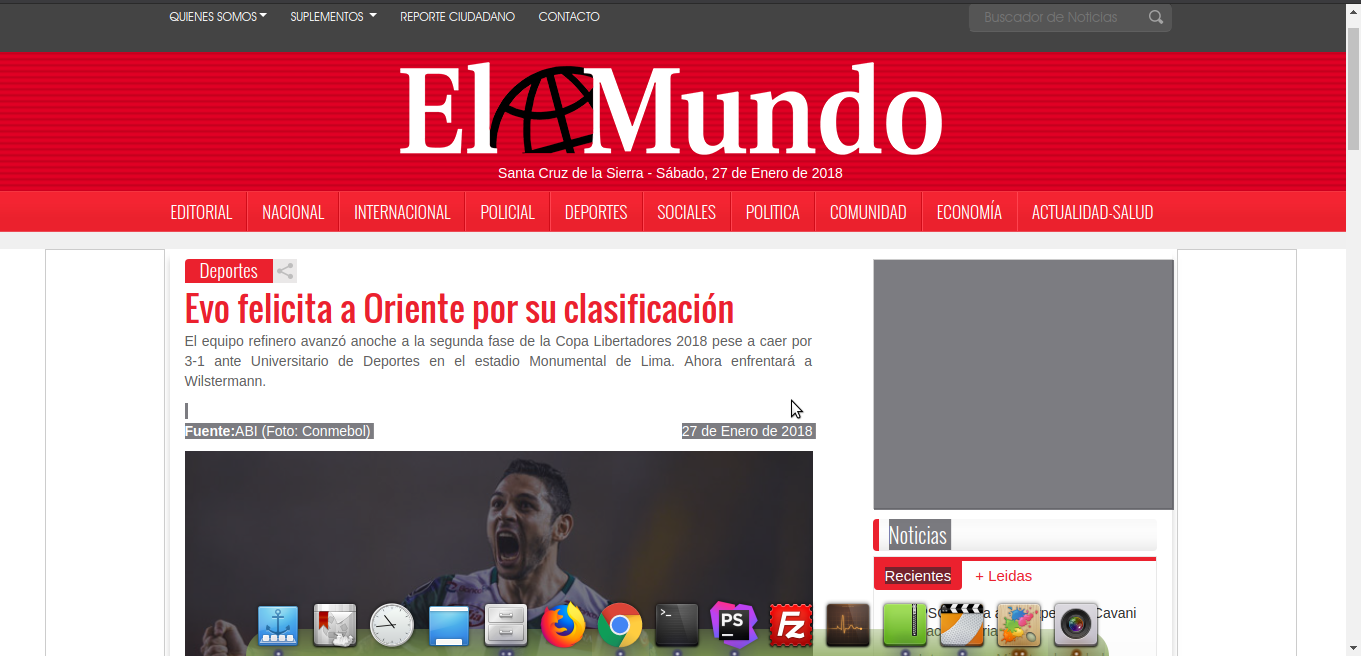 QUIENES SOMOS SUPLEMENTOS REPORTE CIUDADANO CONTACTO
Buscador de Noticias
El Mundo
Santa Cruz de la Sierra - Sábado, 27 de Enero de 2018
EDITORIAL NACIONAL INTERNACIONAL POLICIAL DEPORTES SOCIALES POLITICA COMUNIDAD ECONOMÍA ACTUALIDAD-SALUD
Deportes
Evo felicita a Oriente por su clasificación
El equipo refinero avanzó anoche a la segunda fase de la Copa Libertadores 2018 pese a caer por
3-1 ante Universitario de Deportes en el estadio Monumental de Lima. Ahora enfrentará a
Wilstermann.
Fuente:ABI (Foto: Conmebol) 27 de Enero de 2018
Noticias
Recientes + Leidas
Cavani
>_
PS
Fz